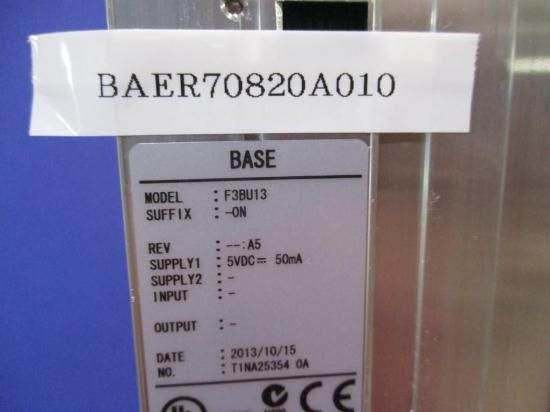 BAER70820A010
BASE
MODEL : F3BU13
SUFFIX : -0N
REV : --:A5
SUPPLY1 : 5VDC⎓ 50mA
SUPPLY2 : -
INPUT : -
OUTPUT : -
DATE : 2013/10/15
NO. : T1NA25354 0A
CE